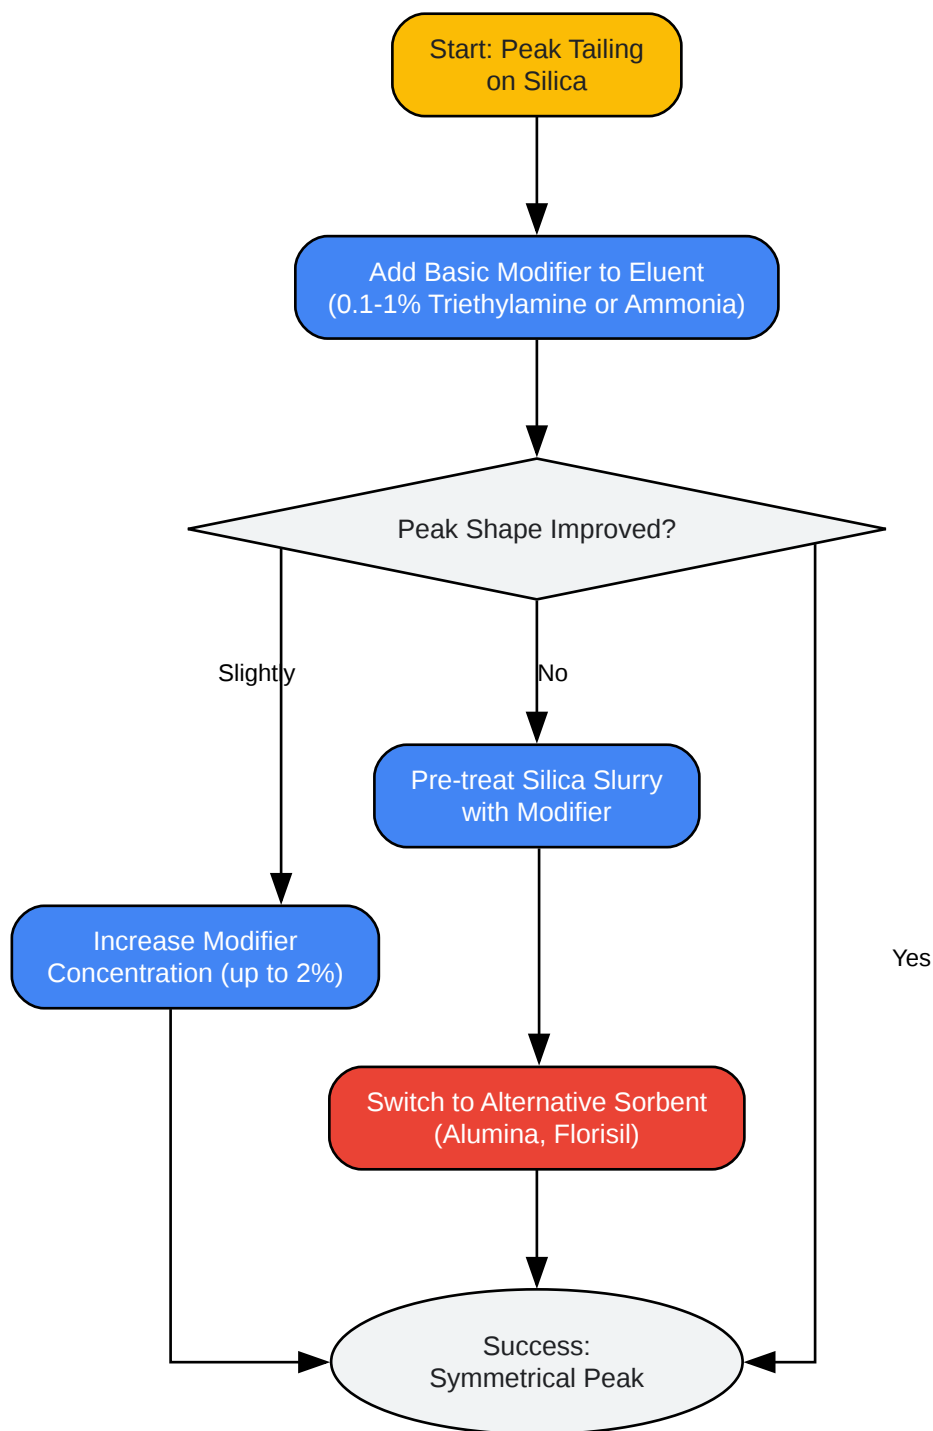 Start: Peak Tailing
on Silica
Add Basic Modifier to Eluent
(0.1-1% Triethylamine or Ammonia)
Peak Shape Improved?
Slightly
No
Pre-treat Silica Slurry
with Modifier
Increase Modifier
Concentration (up to 2%)
Yes
Switch to Alternative Sorbent
(Alumina, Florisil)
Success:
Symmetrical Peak